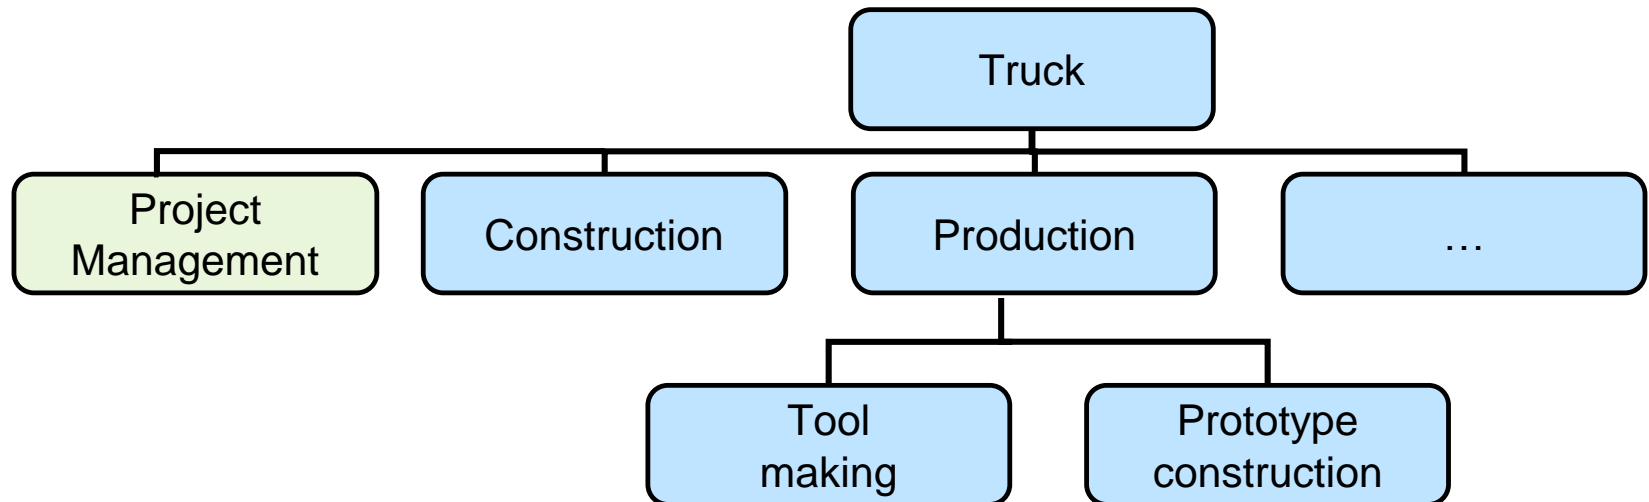 Truck
Project
Management
Construction
Production
…
Tool
making
Prototype
construction